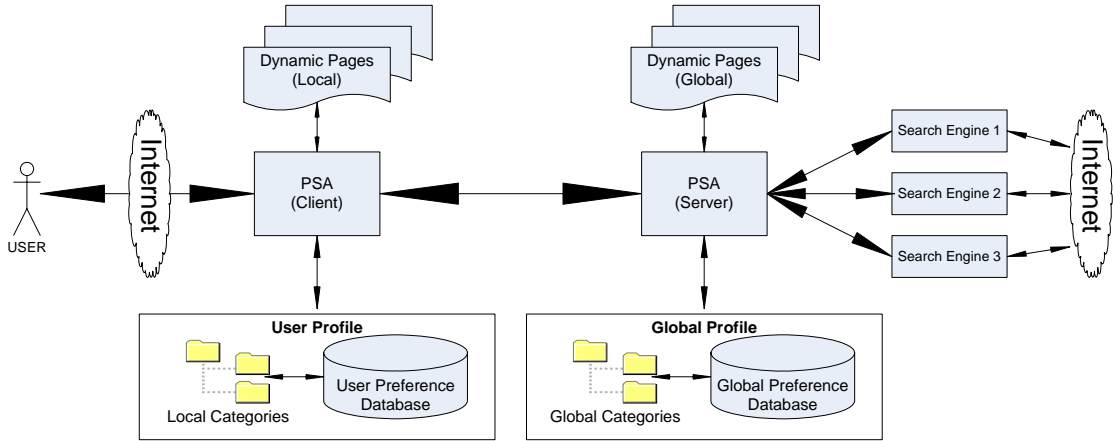 Dynamic Pages
(Local)
Dynamic Pages
(Global)
USER
Internet
PSA
(Client)
PSA
(Server)
Search Engine 1
Search Engine 2
Search Engine 3
Internet
User Profile
Local Categories
User Preference
Database
Global Profile
Global Categories
Global Preference
Database